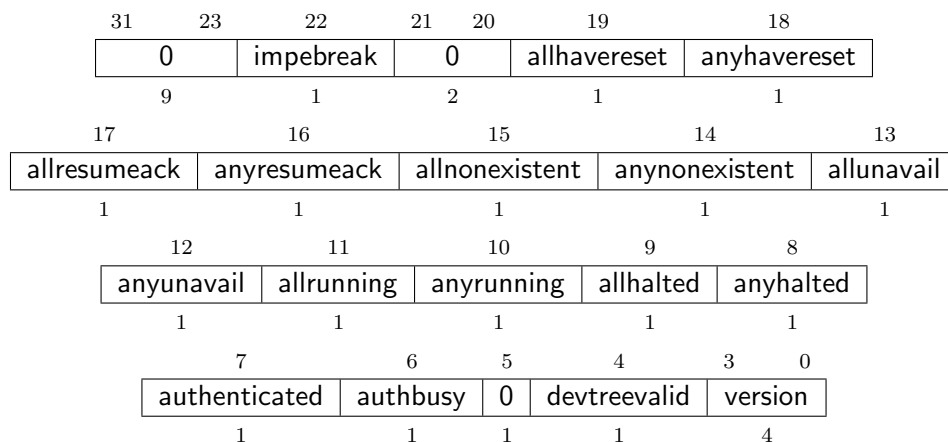 31 23 22 21 20 19 18
0 impebreak 0 allhavereset anyhavereset
9 1 2 1 1
17 16 15 14 13
allresumeack anyresumeack allnonexistent anynonexistent allunavail
1 1 1 1 1
12 11 10 9 8
anyunavail allrunning anyrunning allhalted anyhalted
1 1 1 1 1
7 6 5 4 3 0
authenticated authbusy 0 devtreevalid version
1 1 1 1 4